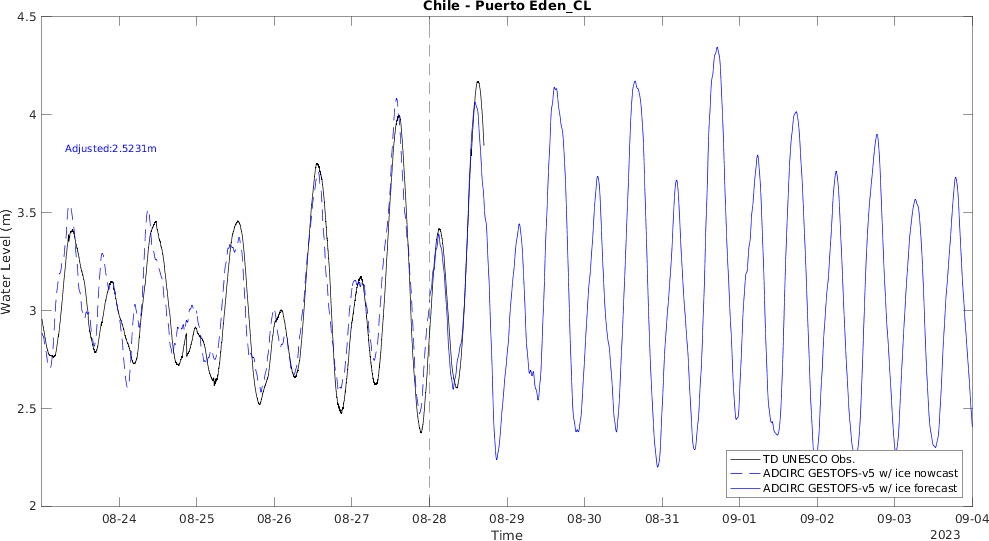 Chile - Puerto Eden_CL
4.5
4
3.5
3
2.5
2
Water Level (m)
Adjusted:2.5231m
TD UNESCO Obs.
ADCIRC GESTOFS-v5 w/ ice nowcast
ADCIRC GESTOFS-v5 w/ ice forecast
08-24 08-25 08-26 08-27 08-28 08-29 08-30 08-31 09-01 09-02 09-03 09-04
Time
2023